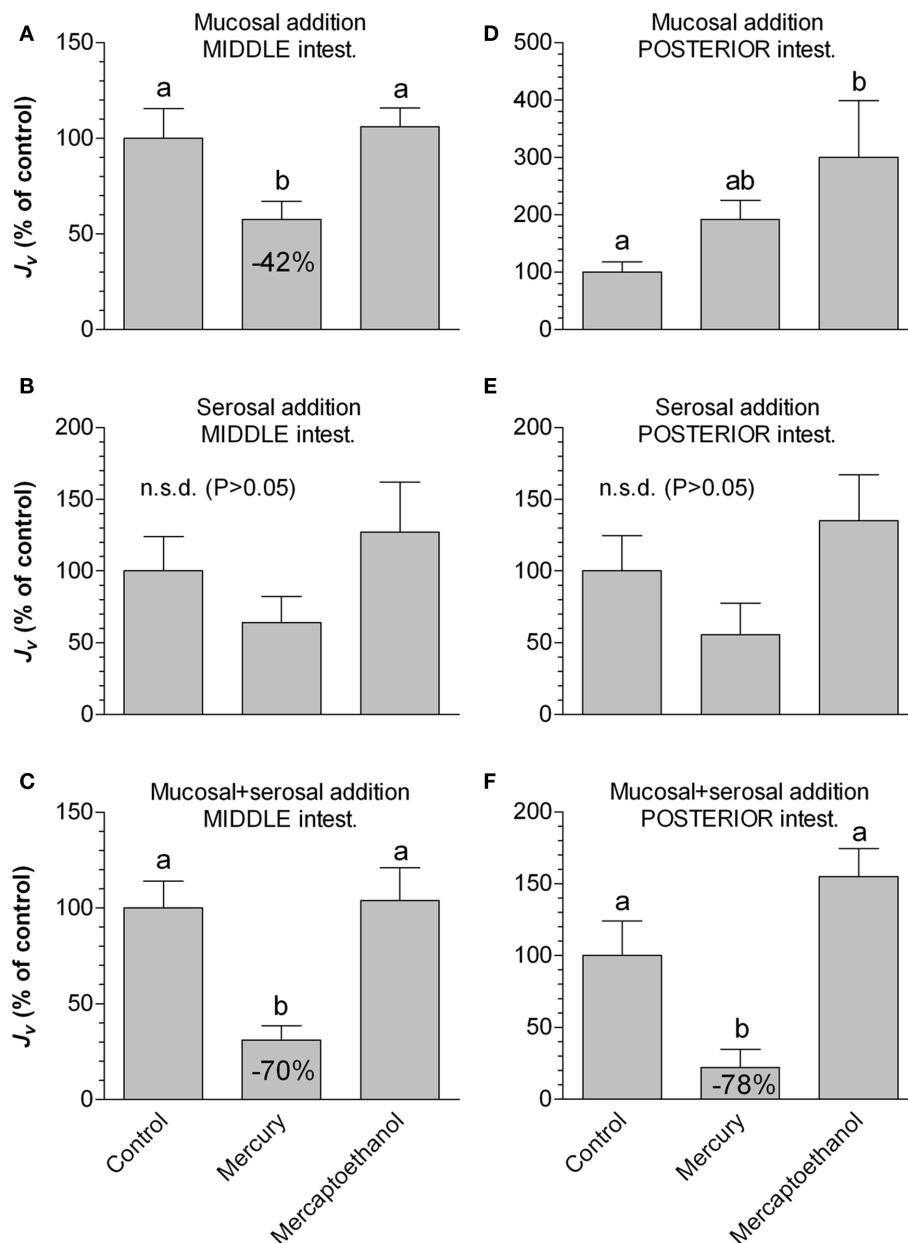 A
Mucosal addition
MIDDLE intest.
150
100
50
0
Jv (% of control)
a
b
a
-42%
D
Mucosal addition
POSTERIOR intest.
500
400
300
200
100
0
a
ab
b
B
Serosal addition
MIDDLE intest.
200
150
100
50
0
Jv (% of control)
n.s.d. (P>0.05)
E
Serosal addition
POSTERIOR intest.
200
150
100
50
0
n.s.d. (P>0.05)
C
Mucosal+serosal addition
MIDDLE intest.
150
100
50
0
Jv (% of control)
a
b
a
-70%
Control
Mercury
Mercaptoethanol
F
Mucosal+serosal addition
POSTERIOR intest.
200
150
100
50
0
a
b
a
-78%
Control
Mercury
Mercaptoethanol